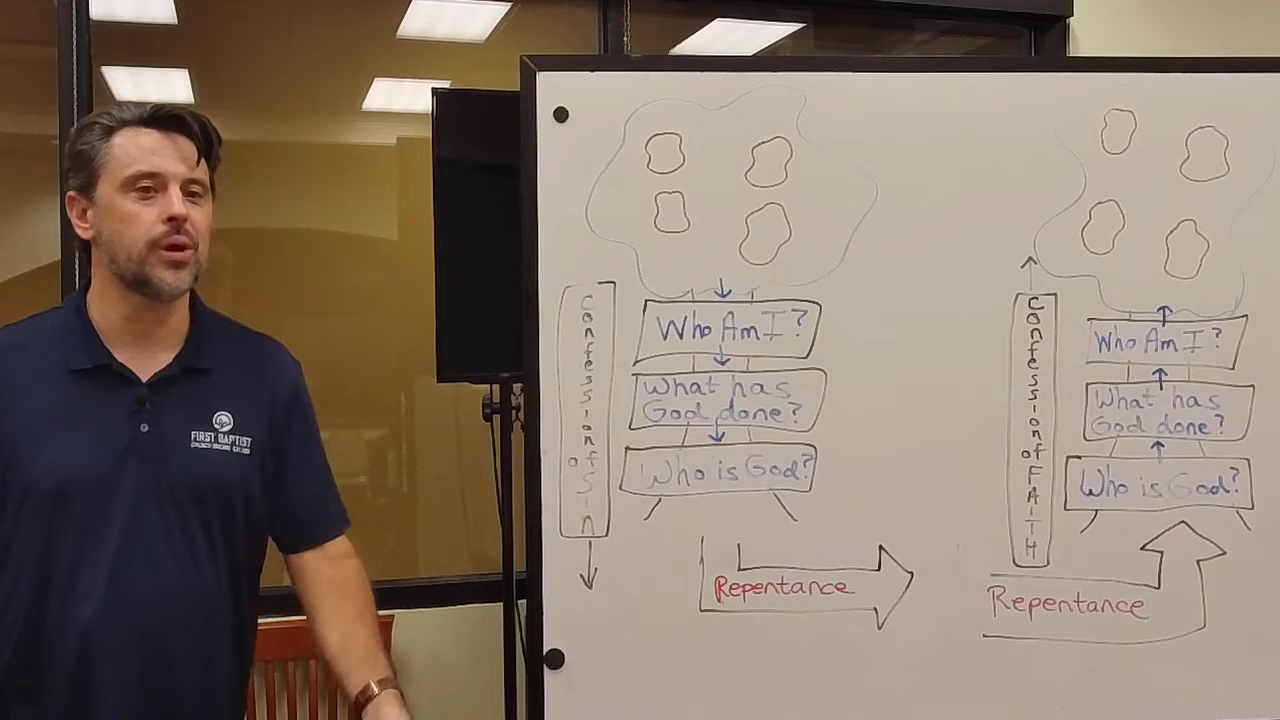 FIRST BAPTIST
Confession of Sin
Who Am I?
What has
God done?
Who is God?
Repentance
Confession of FAITH
Who Am I?
What has
God done?
Who is God?
Repentance